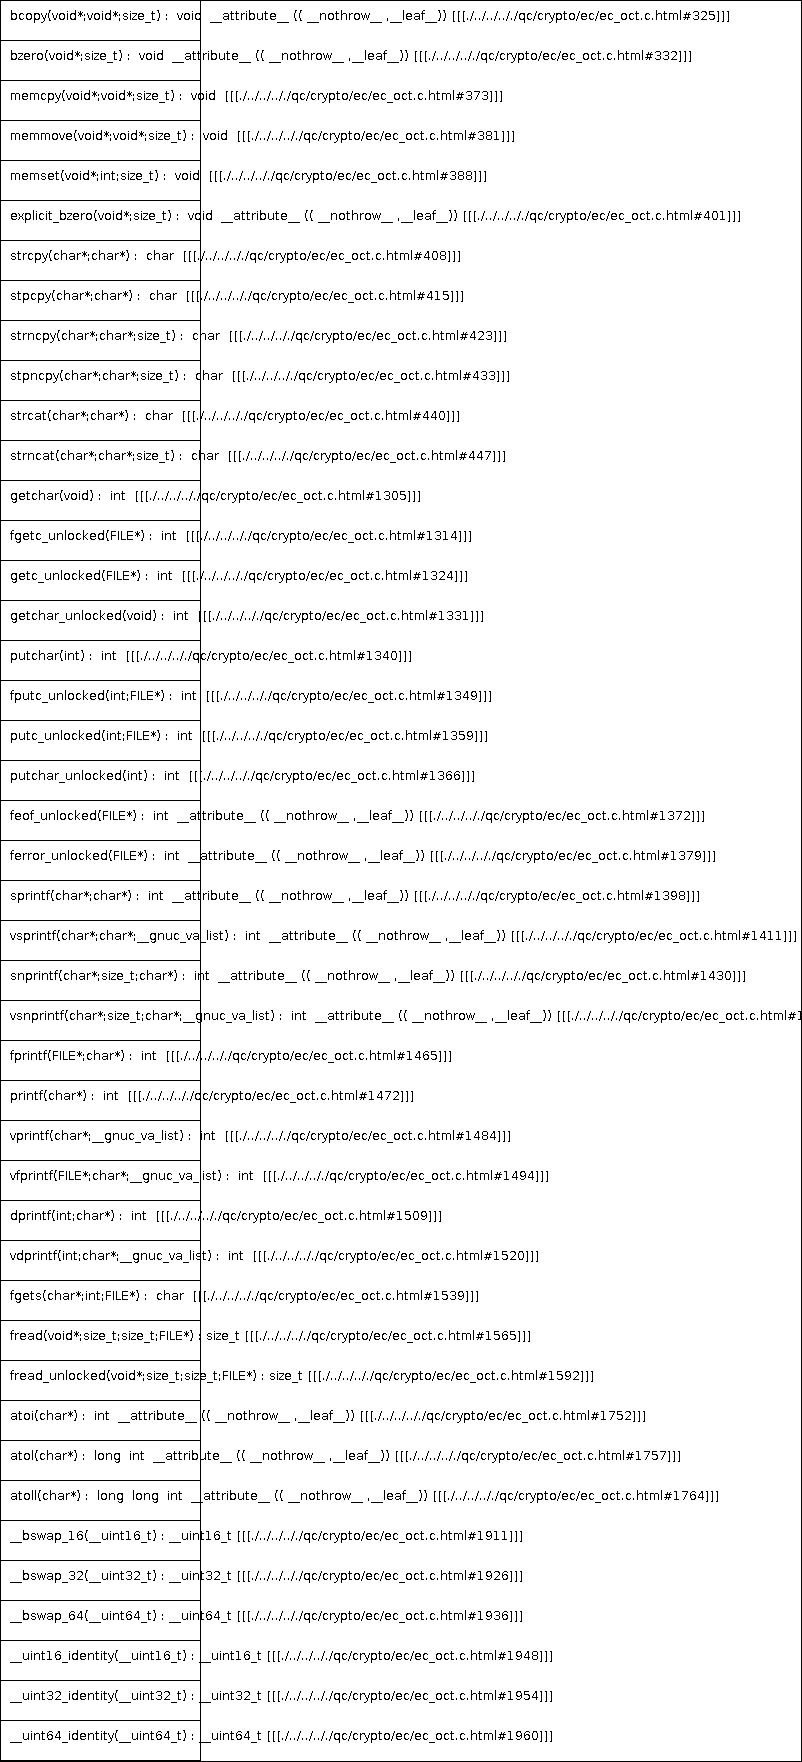 bcopy(void*;void*;size_t) : void __attribute__ (( __nothrow__ ,__leaf__)) [[[./../../../qc/crypto/ec/ec_oct.c.html#325]]]
bzero(void*;size_t) : void __attribute__ (( __nothrow__ ,__leaf__)) [[[./../../../././qc/crypto/ec/ec_oct.c.html#332]]]
memcpy(void*;void*;size_t) : void [[[./../../../././qc/crypto/ec/ec_oct.c.html#373]]]
memmove(void*;void*;size_t) : void [[[./../../../././qc/crypto/ec/ec_oct.c.html#381]]]
memset(void*;int;size_t) : void [[[./../../../././qc/crypto/ec/ec_oct.c.html#388]]]
explicit_bzero(void*;size_t) : void __attribute__ (( __nothrow__ ,__leaf__)) [[[./../../../././qc/crypto/ec/ec_oct.c.html#401]]]
strcpy(char*;char*) : char [[[./../../../././qc/crypto/ec/ec_oct.c.html#408]]]
stpcpy(char*;char*) : char [[[./../../../././qc/crypto/ec/ec_oct.c.html#415]]]
strncpy(char*;char*;size_t) : char [[[./../../../././qc/crypto/ec/ec_oct.c.html#423]]]
stpncpy(char*;char*;size_t) : char [[[./../../../././qc/crypto/ec/ec_oct.c.html#433]]]
strcat(char*;char*) : char [[[./../../../././qc/crypto/ec/ec_oct.c.html#440]]]
strncat(char*;char*;size_t) : char [[[./../../../././qc/crypto/ec/ec_oct.c.html#447]]]
getchar(void) : int [[[./../../../././qc/crypto/ec/ec_oct.c.html#1305]]]
fgetc_unlocked(FILE*) : int [[[./../../../././qc/crypto/ec/ec_oct.c.html#1314]]]
getc_unlocked(FILE*) : int [[[./../../../././qc/crypto/ec/ec_oct.c.html#1324]]]
getchar_unlocked(void) : int [[[./../../../././qc/crypto/ec/ec_oct.c.html#1331]]]
putchar(int) : int [[[./../../../././qc/crypto/ec/ec_oct.c.html#1340]]]
fputc_unlocked(int;FILE*) : int [[[./../../../././qc/crypto/ec/ec_oct.c.html#1349]]]
putc_unlocked(int;FILE*) : int [[[./../../../././qc/crypto/ec/ec_oct.c.html#1359]]]
putchar_unlocked(int) : int [[[./../../../././qc/crypto/ec/ec_oct.c.html#1366]]]
feof_unlocked(FILE*) : int __attribute__ (( __nothrow__ ,__leaf__)) [[[./../../../././qc/crypto/ec/ec_oct.c.html#1372]]]
ferror_unlocked(FILE*) : int __attribute__ (( __nothrow__ ,__leaf__)) [[[./../../../././qc/crypto/ec/ec_oct.c.html#1379]]]
sprintf(char*;char*) : int __attribute__ (( __nothrow__ ,__leaf__)) [[[./../../../././qc/crypto/ec/ec_oct.c.html#1398]]]
vsprintf(char*;char*;__gnuc_va_list) : int __attribute__ (( __nothrow__ ,__leaf__)) [[[./../../../././qc/crypto/ec/ec_oct.c.html#1411]]]
snprintf(char*;size_t;char*) : int __attribute__ (( __nothrow__ ,__leaf__)) [[[./../../../././qc/crypto/ec/ec_oct.c.html#1430]]]
vsnprintf(char*;size_t;char*;__gnuc_va_list) : int __attribute__ (( __nothrow__ ,__leaf__)) [[[./../../../././qc/crypto/ec/ec_oct.c.html#1
fprintf(FILE*;char*) : int [[[./../../../././qc/crypto/ec/ec_oct.c.html#1465]]]
printf(char*) : int [[[./../../../././qc/crypto/ec/ec_oct.c.html#1472]]]
vprintf(char*;__gnuc_va_list) : int [[[./../../../././qc/crypto/ec/ec_oct.c.html#1484]]]
vfprintf(FILE*;char*;__gnuc_va_list) : int [[[./../../../././qc/crypto/ec/ec_oct.c.html#1494]]]
dprintf(int;char*) : int [[[./../../../././qc/crypto/ec/ec_oct.c.html#1509]]]
vdprintf(int;char*;__gnuc_va_list) : int [[[./../../../././qc/crypto/ec/ec_oct.c.html#1520]]]
fgets(char*;int;FILE*) : char [[[./../../../././qc/crypto/ec/ec_oct.c.html#1539]]]
fread(void*;size_t;size_t;FILE*) : size_t [[[./../../../././qc/crypto/ec/ec_oct.c.html#1565]]]
fread_unlocked(void*;size_t;size_t;FILE*) : size_t [[[./../../../././qc/crypto/ec/ec_oct.c.html#1592]]]
atoi(char*) : int __attribute__ (( __nothrow__ ,__leaf__)) [[[./../../../././qc/crypto/ec/ec_oct.c.html#1752]]]
atol(char*) : long int __attribute__ (( __nothrow__ ,__leaf__)) [[[./../../../././qc/crypto/ec/ec_oct.c.html#1757]]]
atoll(char*) : long long int __attribute__ (( __nothrow__ ,__leaf__)) [[[./../../../././qc/crypto/ec/ec_oct.c.html#1764]]]
__bswap_16(__uint16_t) : __uint16_t [[[./../../../././qc/crypto/ec/ec_oct.c.html#1911]]]
__bswap_32(__uint32_t) : __uint32_t [[[./../../../././qc/crypto/ec/ec_oct.c.html#1926]]]
__bswap_64(__uint64_t) : __uint64_t [[[./../../../././qc/crypto/ec/ec_oct.c.html#1936]]]
__uint16_identity(__uint16_t) : __uint16_t [[[./../../../././qc/crypto/ec/ec_oct.c.html#1948]]]
__uint32_identity(__uint32_t) : __uint32_t [[[./../../../././qc/crypto/ec/ec_oct.c.html#1954]]]
__uint64_identity(__uint64_t) : __uint64_t [[[./../../../././qc/crypto/ec/ec_oct.c.html#1960]]]